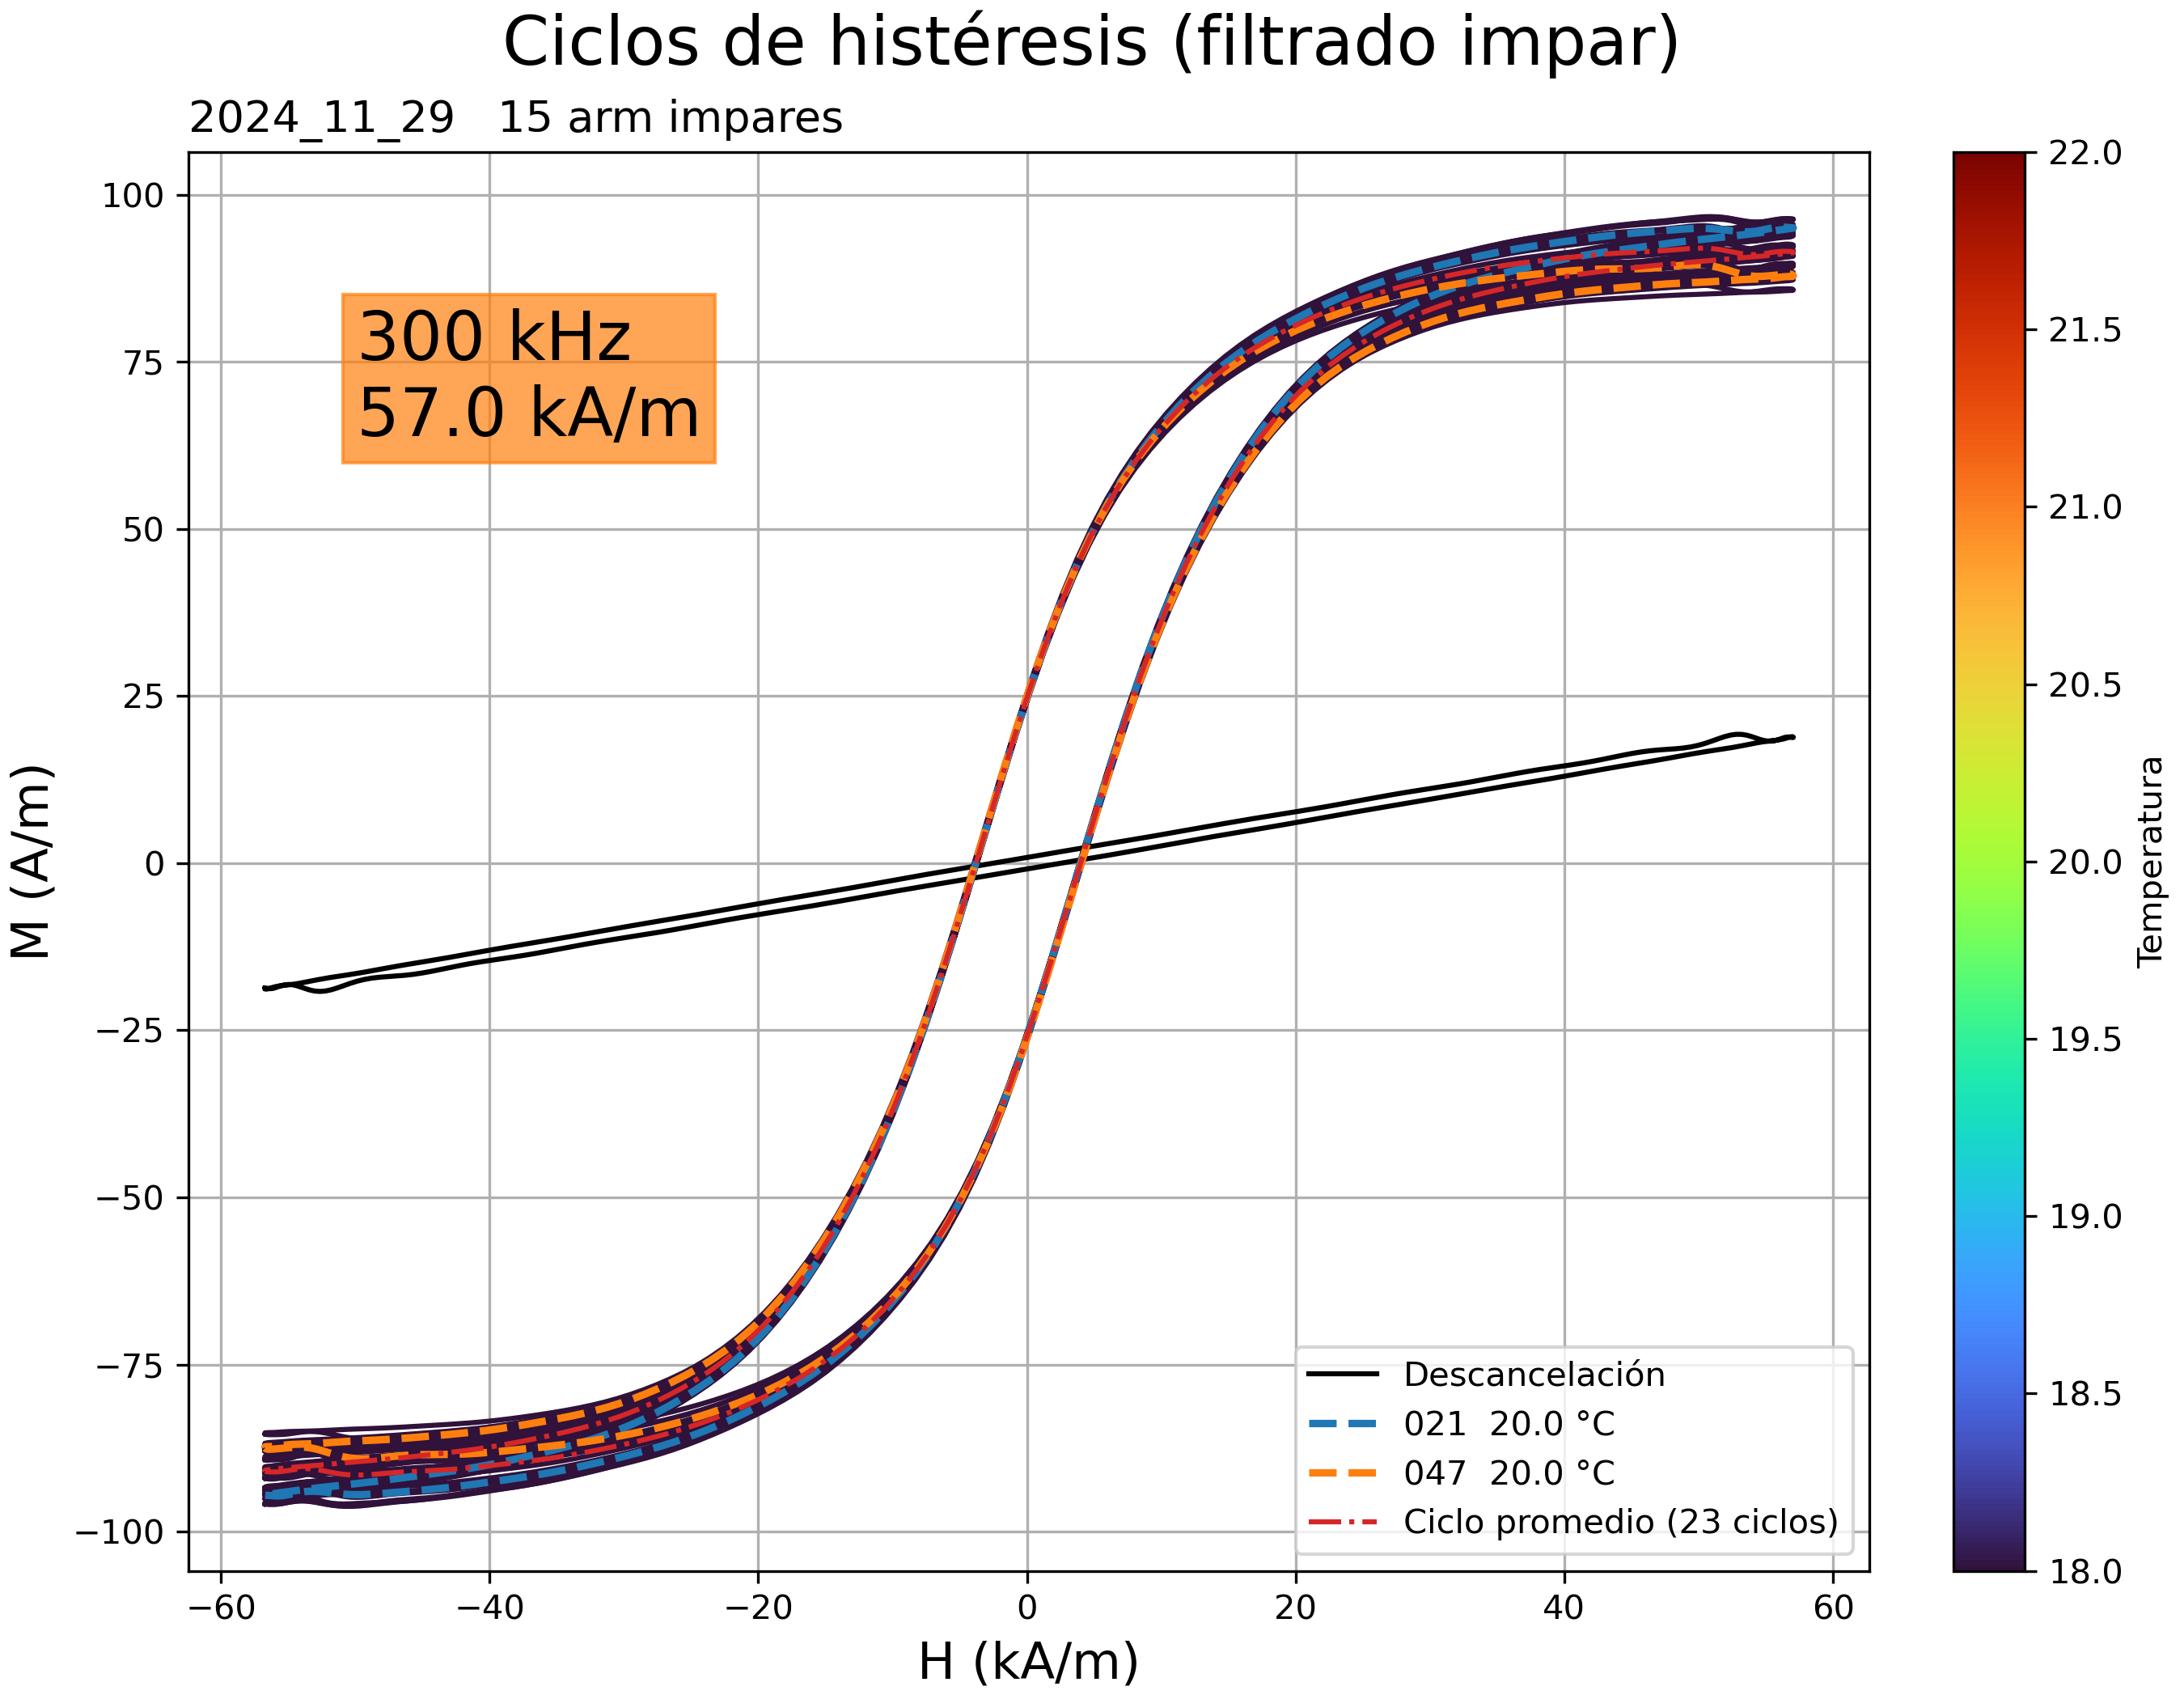 Ciclos de histéresis (filtrado impar)
2024_11_29   15 arm impares
300 kHz
57.0 kA/m
100
75
50
25
0
−25
−50
−75
−100
M (A/m)
−60
−40
−20
0
20
40
60
H (kA/m)
Descancelación
021  20.0 °C
047  20.0 °C
Ciclo promedio (23 ciclos)
22.0
21.5
21.0
20.5
20.0
19.5
19.0
18.5
18.0
Temperatura